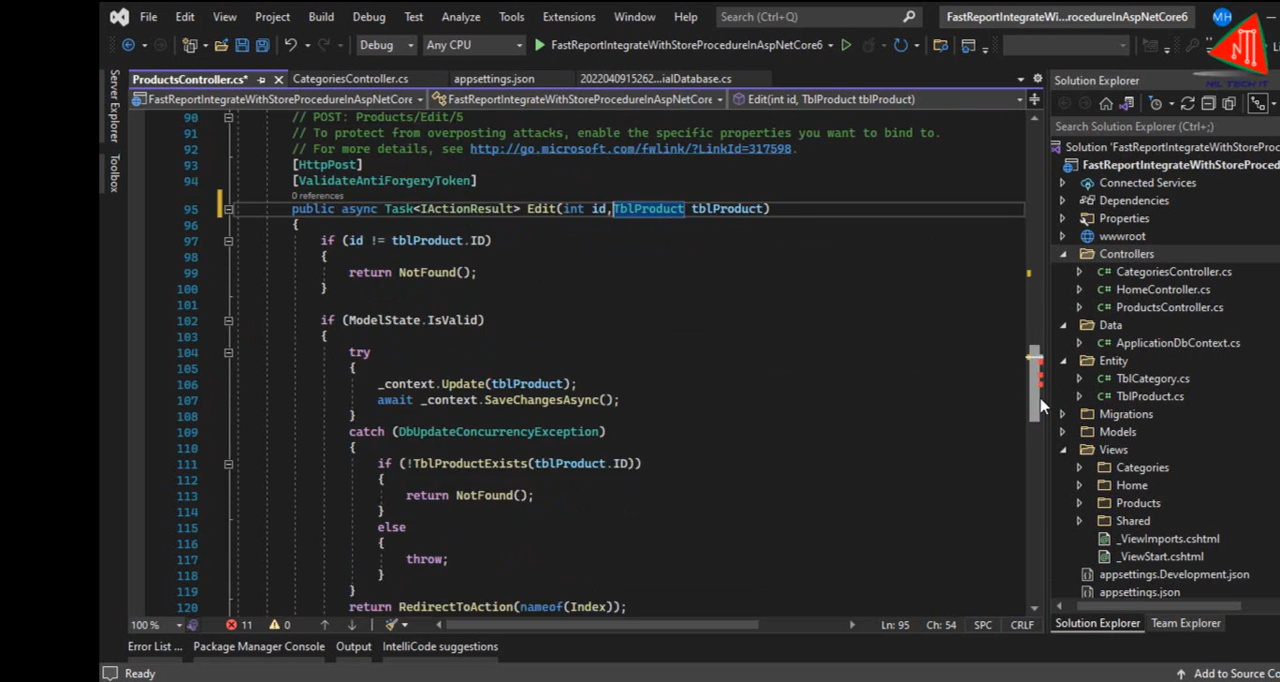 File Edit View Project Build Debug Test Analyze Tools Extensions Window Help Search (Ctrl+Q) FastReportIntegrateWi...rocedureInAspNetCore6 MH
Debug Any CPU FastReportIntegrateWithStoreProcedureInAspNetCore6
ML TECH IT
Server Explorer
Toolbox
ProductsController.cs* CategoriesController.cs appsettings.json 2022040915262...ialDatabase.cs
FastReportIntegrateWithStoreProcedureInAspNetCore FastReportIntegrateWithStoreProcedureInAspNetCore Edit(int id, TblProduct tblProduct)
90 // POST: Products/Edit/5
91 // To protect from overposting attacks, enable the specific properties you want to bind to.
92 // For more details, see http://go.microsoft.com/fwlink/?LinkId=317598.
93 [HttpPost]
94 [ValidateAntiForgeryToken]
0 references
95 public async Task<IActionResult> Edit(int id,TblProduct tblProduct)
96 {
97 if (id != tblProduct.ID)
98 {
99 return NotFound();
100 }
101
102 if (ModelState.IsValid)
103 {
104 try
105 {
106 _context.Update(tblProduct);
107 await _context.SaveChangesAsync();
108 }
109 catch (DbUpdateConcurrencyException)
110 {
111 if (!TblProductExists(tblProduct.ID))
112 {
113 return NotFound();
114 }
115 else
116 {
117 throw;
118 }
119 }
120 return RedirectToAction(nameof(Index));
100 % 11 0 Ln: 95 Ch: 54 SPC CRLF
Error List ... Package Manager Console Output IntelliCode suggestions
Ready Add to Source Co
Solution Explorer
Search Solution Explorer (Ctrl+;)
Solution 'FastReportIntegrateWithStorePro
FastReportIntegrateWithStoreProced
Connected Services
Dependencies
Properties
wwwroot
Controllers
CategoriesController.cs
HomeController.cs
ProductsController.cs
Data
ApplicationDbContext.cs
Entity
TblCategory.cs
TblProduct.cs
Migrations
Models
Views
Categories
Home
Products
Shared
_ViewImports.cshtml
_ViewStart.cshtml
appsettings.Development.json
appsettings.json
Solution Explorer Team Explorer